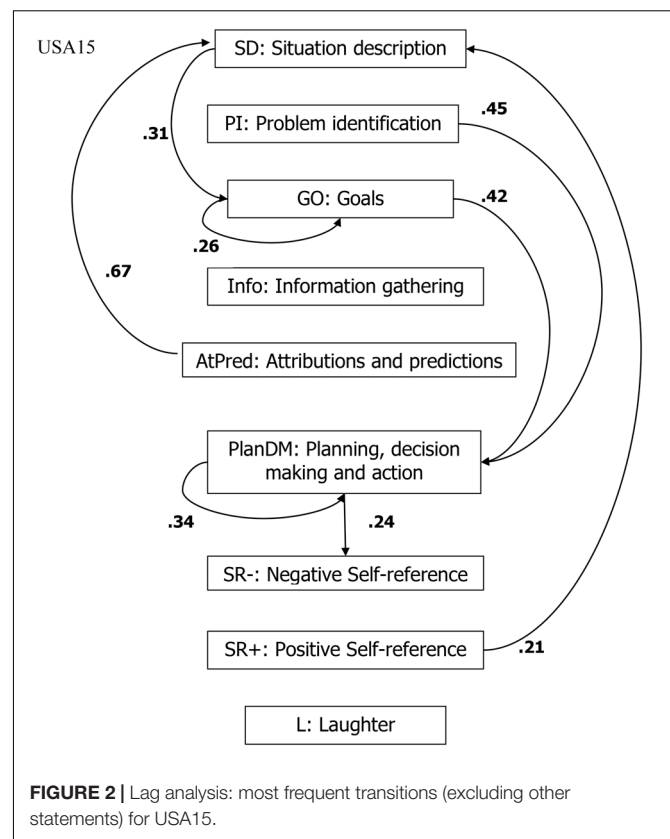 USA15
SD: Situation description
PI: Problem identification
.45
.31
GO: Goals
.42
.26
Info: Information gathering
.67
AtPred: Attributions and predictions
PlanDM: Planning, decision
making and action
.34
.24
SR-: Negative Self-reference
SR+: Positive Self-reference
.21
L: Laughter
FIGURE 2 | Lag analysis: most frequent transitions (excluding other
statements) for USA15.